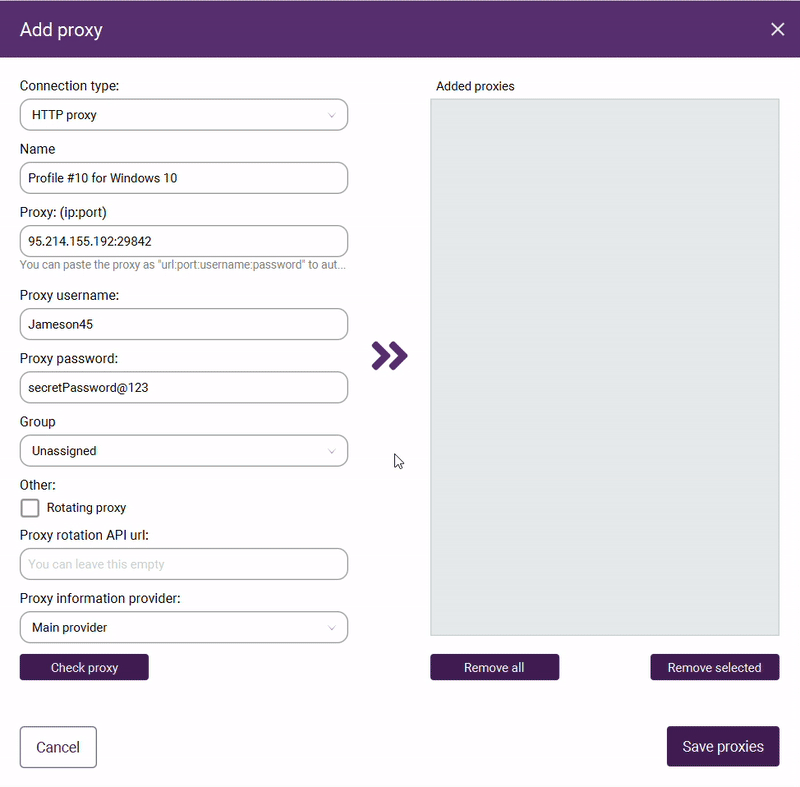 Add proxy
Connection type:
HTTP proxy
Name
Profile #10 for Windows 10
Proxy: (ip:port)
95.214.155.192:29842
You can paste the proxy as "url:port:username:password" to aut...
Proxy username:
Jameson45
Proxy password:
secretPassword@123
Group
Unassigned
Other:
Rotating proxy
Proxy rotation API url:
You can leave this empty
Proxy information provider:
Main provider
Check proxy
Cancel
Added proxies
Remove all
Remove selected
Save proxies